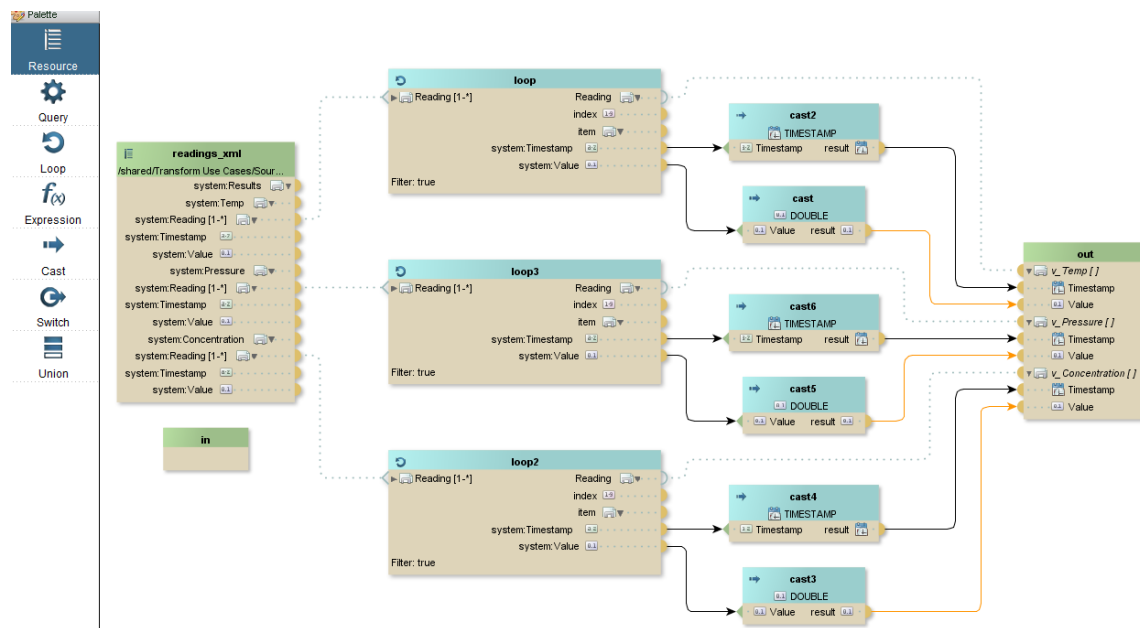 Palette
Resource
Query
Loop
f(x)
Expression
Cast
Switch
Union
readings_xml
/shared/Transform Use Cases/Sour...
system:Results
system:Temp
system:Reading [1-*]
system:Timestamp
system:Value
system:Pressure
system:Reading [1-*]
system:Timestamp
system:Value
system:Concentration
system:Reading [1-*]
system:Timestamp
system:Value
in
loop
Reading [1-*] Reading
index
item
system:Timestamp
system:Value
Filter: true
loop3
Reading [1-*] Reading
index
item
system:Timestamp
system:Value
Filter: true
loop2
Reading [1-*] Reading
index
item
system:Timestamp
system:Value
Filter: true
cast2
TIMESTAMP
Timestamp result
cast
DOUBLE
Value result
cast6
TIMESTAMP
Timestamp result
cast5
DOUBLE
Value result
cast4
TIMESTAMP
Timestamp result
cast3
DOUBLE
Value result
out
v_Temp [ ]
Timestamp
Value
v_Pressure [ ]
Timestamp
Value
v_Concentration [ ]
Timestamp
Value